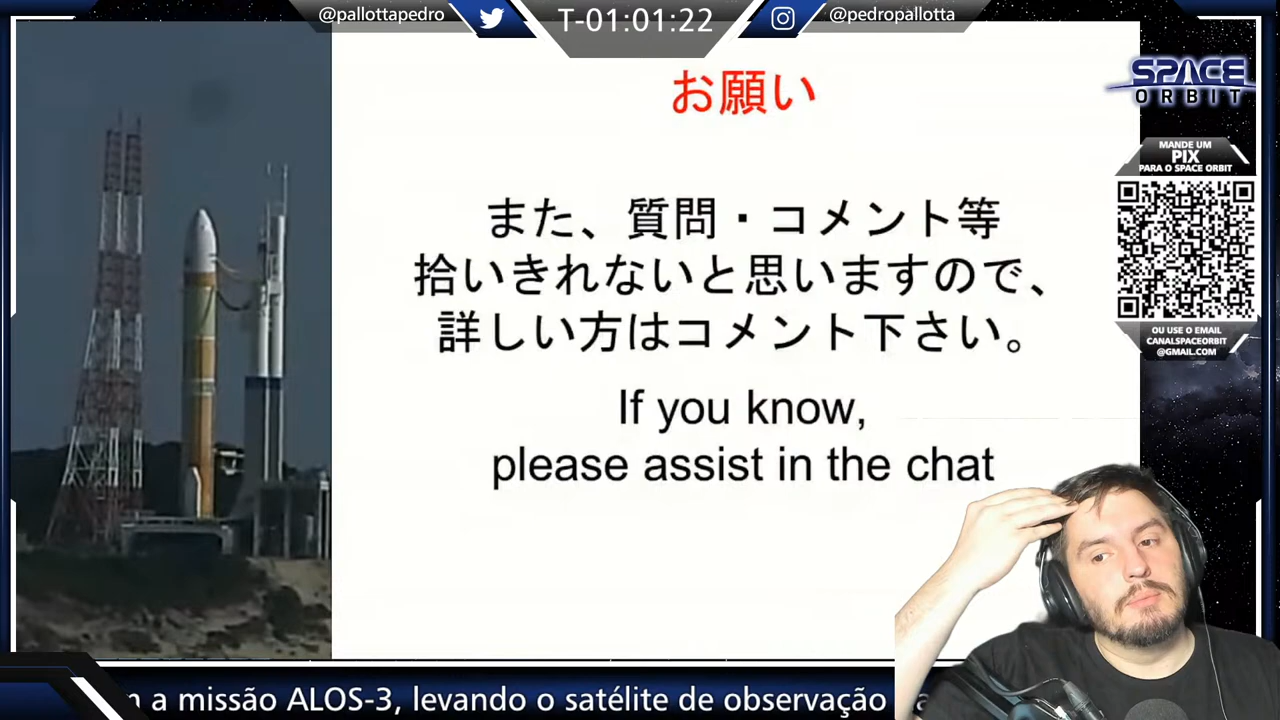 @pallottapedro
T-01:01:22
@pedropallotta
SPACE
ORBIT
お願い
また、質問・コメント等
拾いきれないと思いますので、
詳しい方はコメント下さい。
If you know,
please assist in the chat
MANDE UM
PIX
PARA O SPACE ORBIT
OU USE O EMAIL
CANALSPACEORBIT
@GMAIL.COM
a missão ALOS-3, levando o satélite de observação